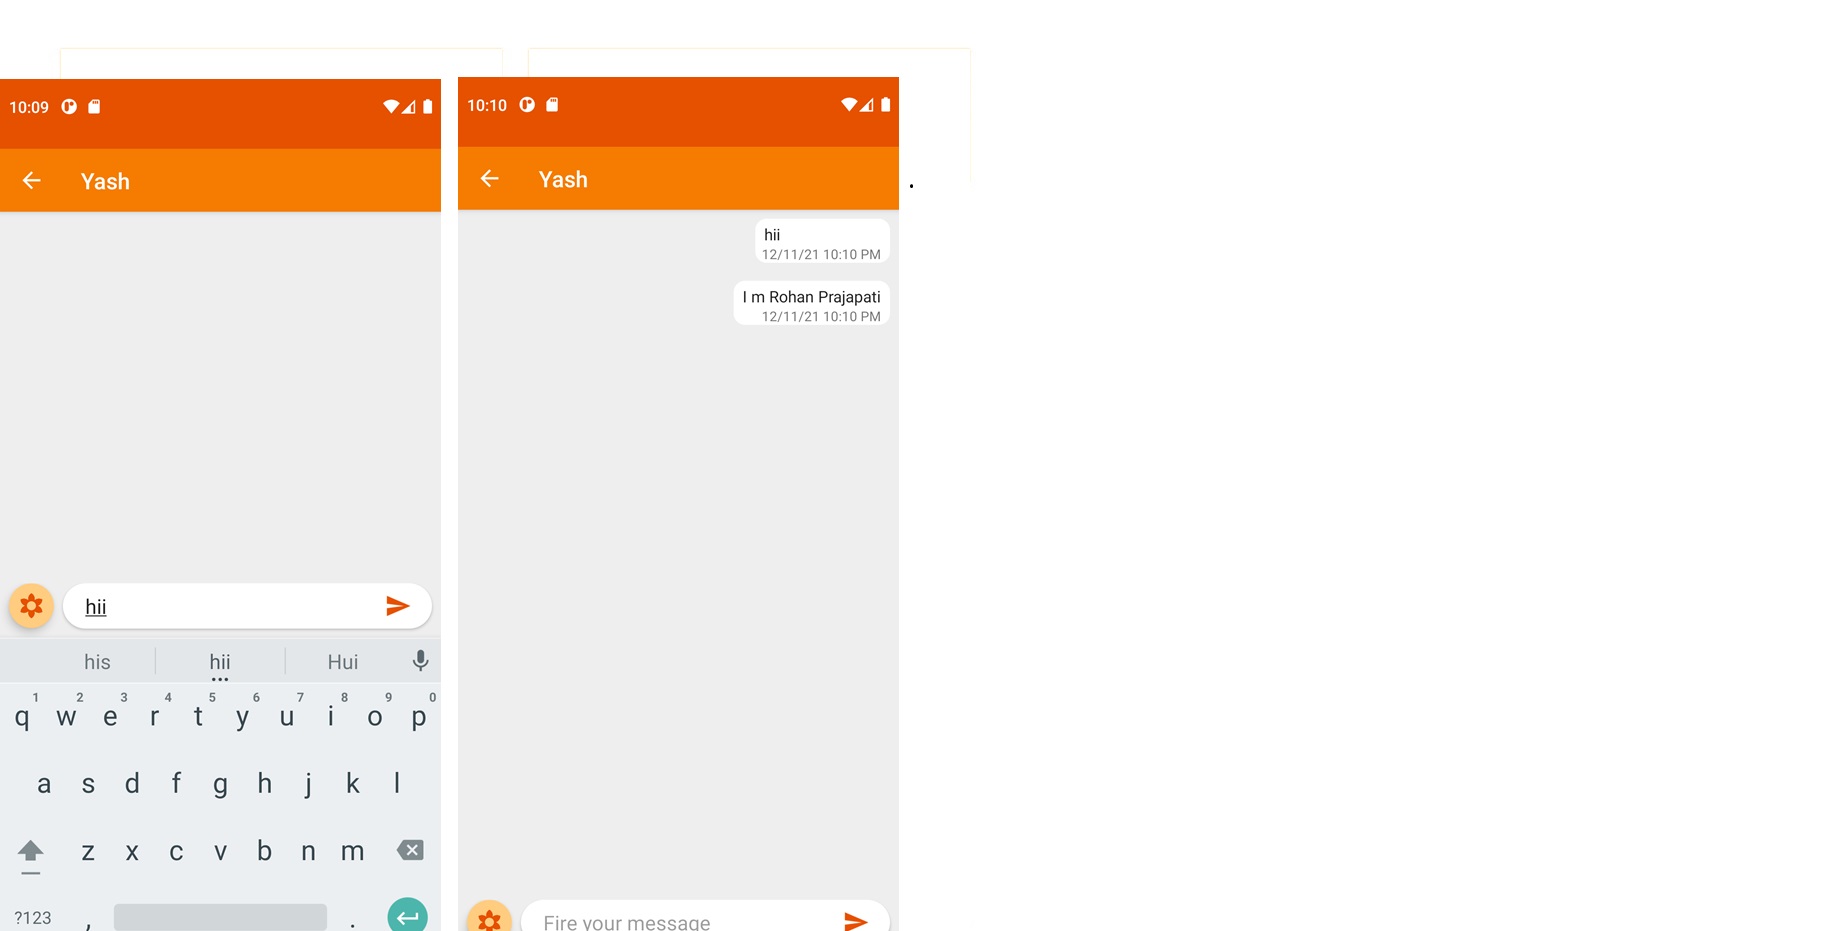 10:09
Yash
hii
his hii Hui
1 2 3 4 5 6 7 8 9 0
q w e r t y u i o p
a s d f g h j k l
z x c v b n m
?123 , .
10:10
Yash
.
hii
12/11/21 10:10 PM
I m Rohan Prajapati
12/11/21 10:10 PM
Fire your message